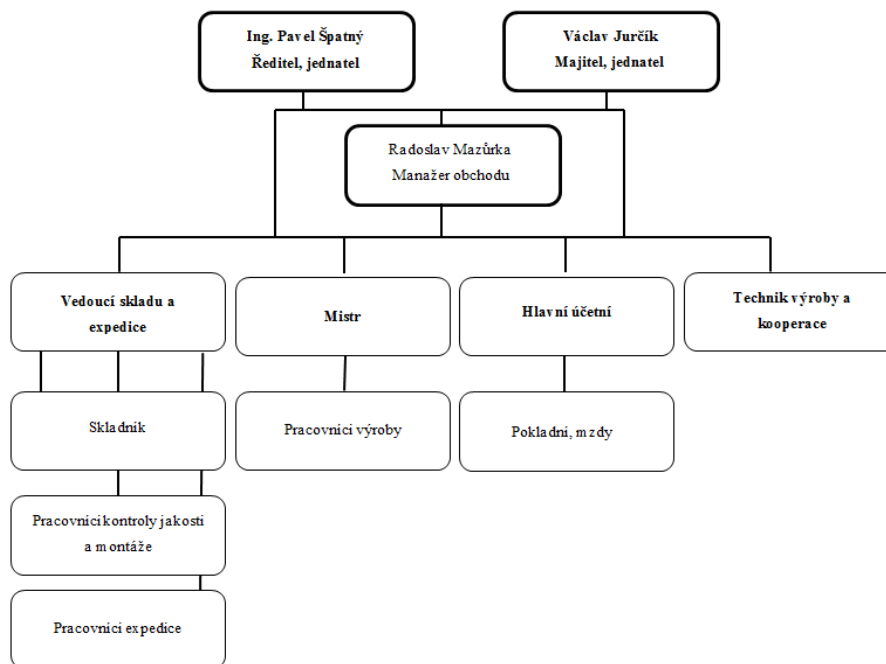 Ing. Pavel Špatný
Ředitel, jednatel
Václav Jurčík
Majitel, jednatel
Radoslav Mazůrka
Manažer obchodu
Vedoucí skladu a
expedice
Mistr
Hlavní účetní
Technik výroby a
kooperace
Skladník
Pracovníci výroby
Pokladní, mzdy
Pracovníci kontroly jakosti
a montáže
Pracovníci expedice